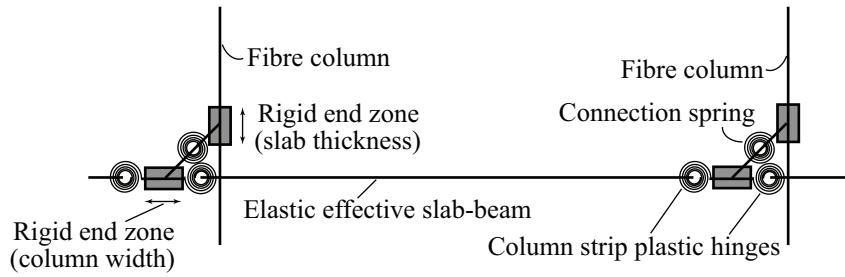 Fibre column
Fibre column
Rigid end zone
(slab thickness)
Connection spring
Elastic effective slab-beam
Rigid end zone
(column width)
Column strip plastic hinges